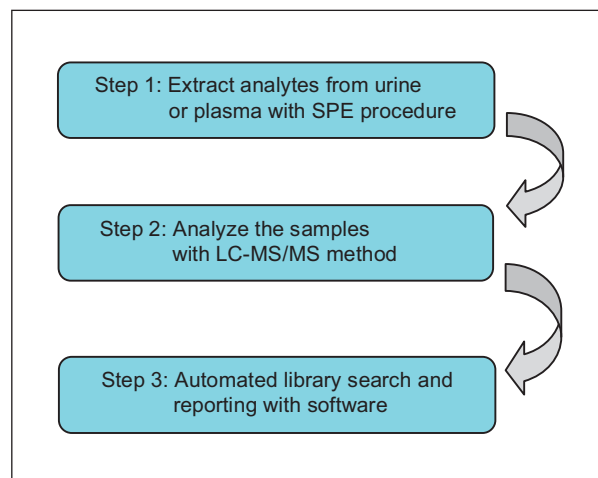 Step 1: Extract analytes from urine
or plasma with SPE procedure
Step 2: Analyze the samples
with LC-MS/MS method
Step 3: Automated library search and
reporting with software